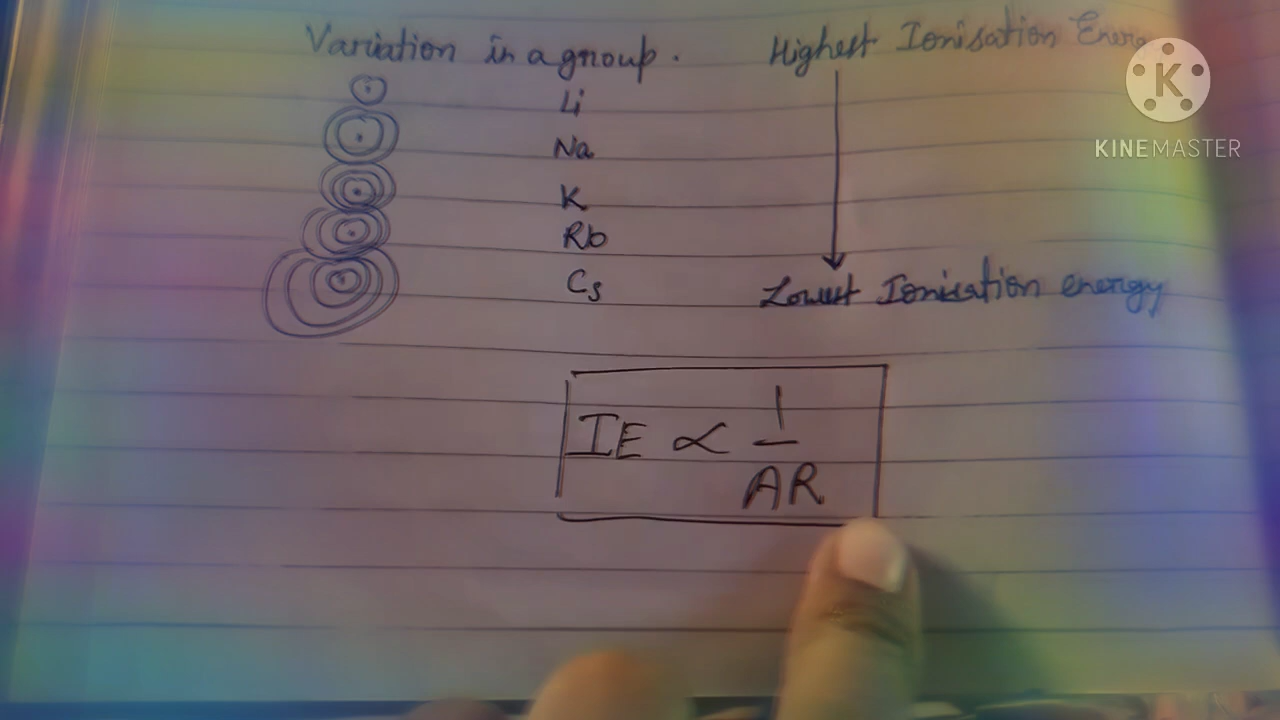 Variation in a group.
Highest Ionisation Energy
Li
Na
K
Rb
Cs
Lowest Ionisation energy
IE ∝ 1/AR
K
KINEMASTER